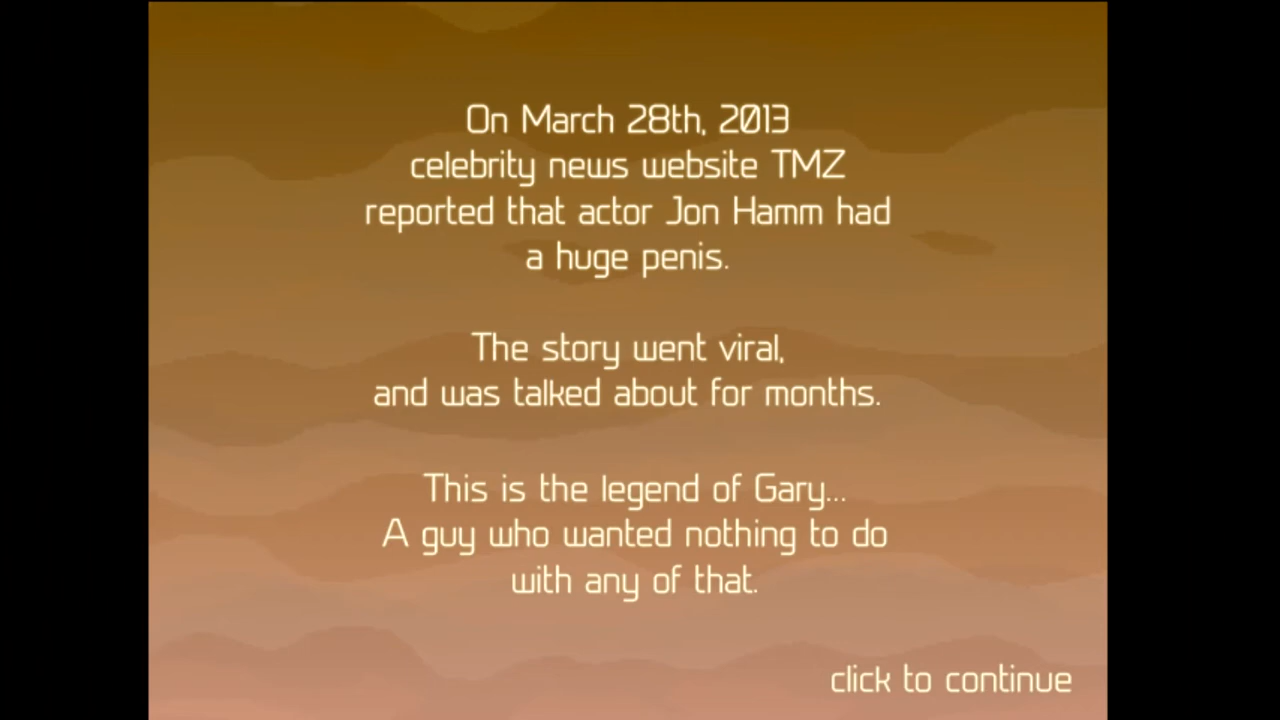 On March 28th, 2013
celebrity news website TMZ
reported that actor Jon Hamm had
a huge penis.
The story went viral,
and was talked about for months.
This is the legend of Gary...
A guy who wanted nothing to do
with any of that.
click to continue